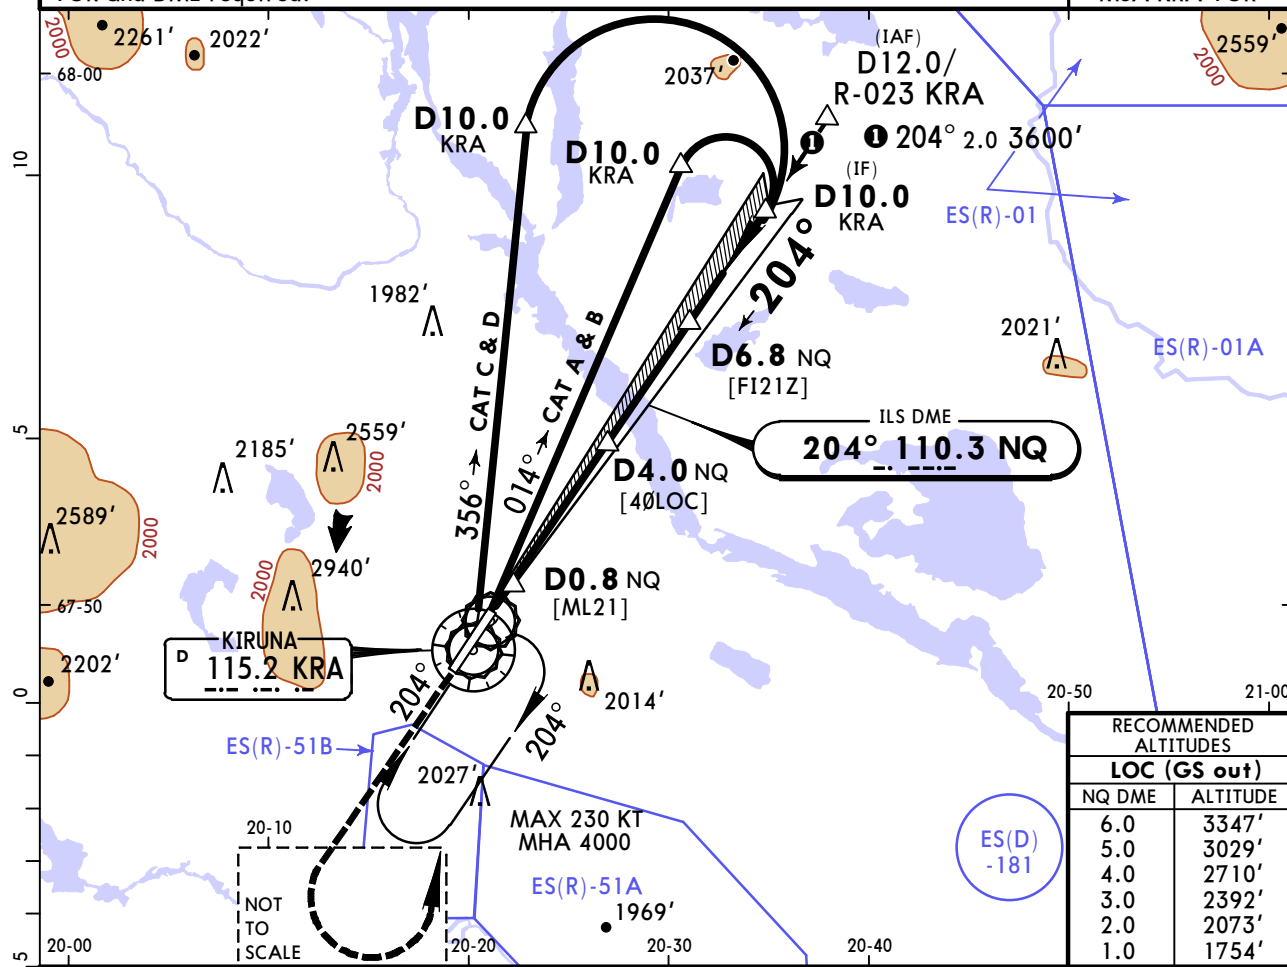 2261'
2022'
2000
68-00
2037'
(IAF)
D12.0/
R-023 KRA
2559'
2000
D10.0
KRA
D10.0
KRA
1
1 204° 2.0 3600'
(IF)
D10.0
KRA
10
ES(R)-01
204°
1982'
2021'
ES(R)-01A
D6.8 NQ
[FI21Z]
CAT C & D
356°
CAT A & B
014°
ILS DME
204° 110.3 NQ
5
2185'
2559'
2000
D4.0 NQ
[40LOC]
2589'
2000
2000
2940'
D0.8 NQ
[ML21]
67-50
KIRUNA
D
115.2 KRA
2202'
0
204°
204°
2014'
20-50
21-00
ES(R)-51B
2027'
MAX 230 KT
MHA 4000
20-10
ES(R)-51A
1969'
ES(D)
-181
NOT
TO
SCALE
5
20-00
20-20
20-30
20-40
RECOMMENDED
ALTITUDES
LOC (GS out)
NQ DME ALTITUDE
6.0 3347'
5.0 3029'
4.0 2710'
3.0 2392'
2.0 2073'
1.0 1754'